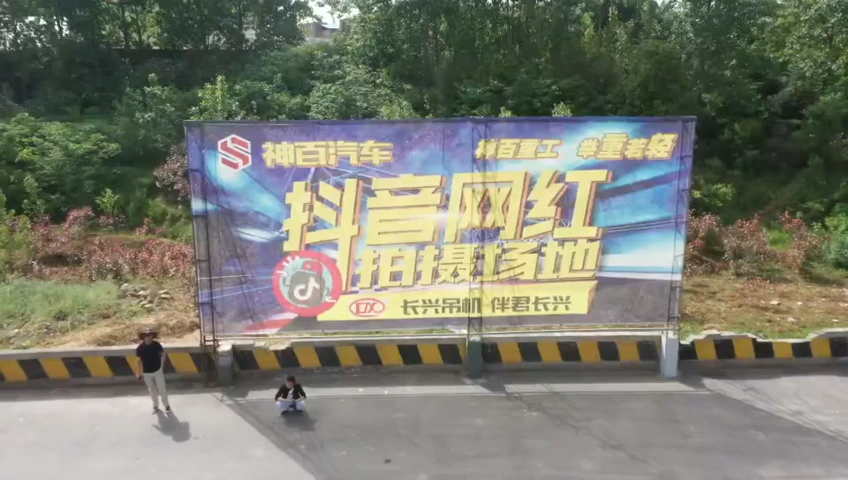 神百汽车
神百重工 举重若轻
抖音网红
拍摄场地
长兴吊机 伴君长兴